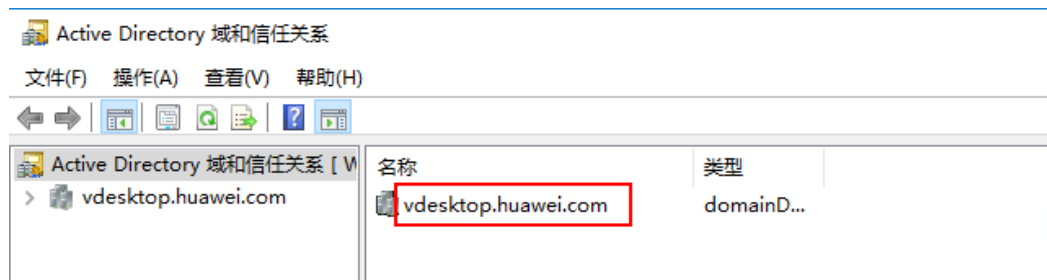 Active Directory 域和信任关系
文件(F) 操作(A) 查看(V) 帮助(H)
Active Directory 域和信任关系 [ W
名称 类型
vdesktop.huawei.com
vdesktop.huawei.com domainD...